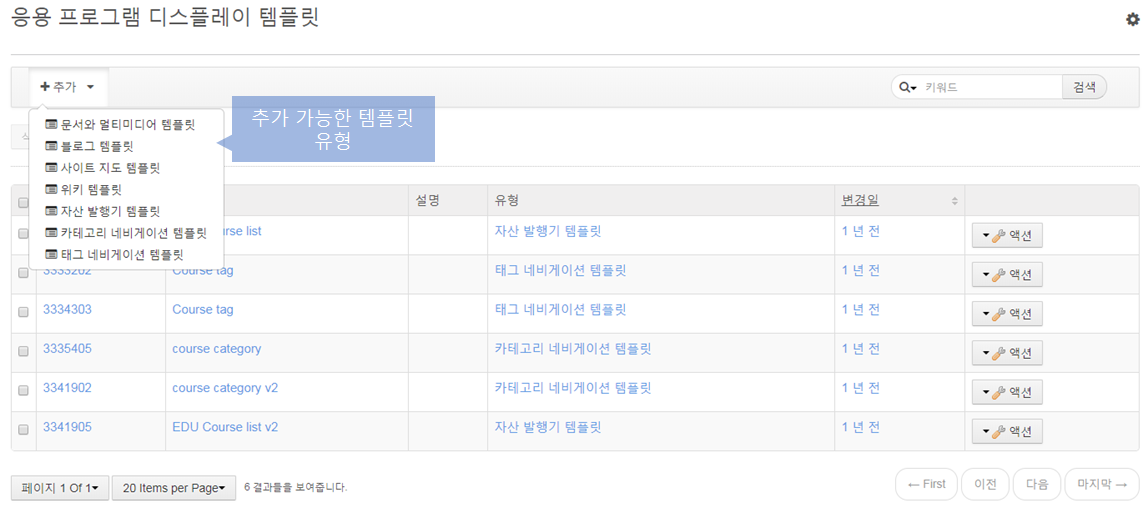 응용 프로그램 디스플레이 템플릿
추가
키워드
검색
문서와 멀티미디어 템플릿
블로그 템플릿
사이트 지도 템플릿
위키 템플릿
자산 발행기 템플릿
카테고리 네비게이션 템플릿
태그 네비게이션 템플릿
추가 가능한 템플릿
유형
설명 유형 변경일
rse list 자산 발행기 템플릿 1 년 전 액션
3333202 Course tag 태그 네비게이션 템플릿 1 년 전 액션
3334303 Course tag 태그 네비게이션 템플릿 1 년 전 액션
3335405 course category 카테고리 네비게이션 템플릿 1 년 전 액션
3341902 course category v2 카테고리 네비게이션 템플릿 1 년 전 액션
3341905 EDU Course list v2 자산 발행기 템플릿 1 년 전 액션
페이지 1 Of 1 20 Items per Page 6 결과들을 보여줍니다. ← First 이전 다음 마지막 →